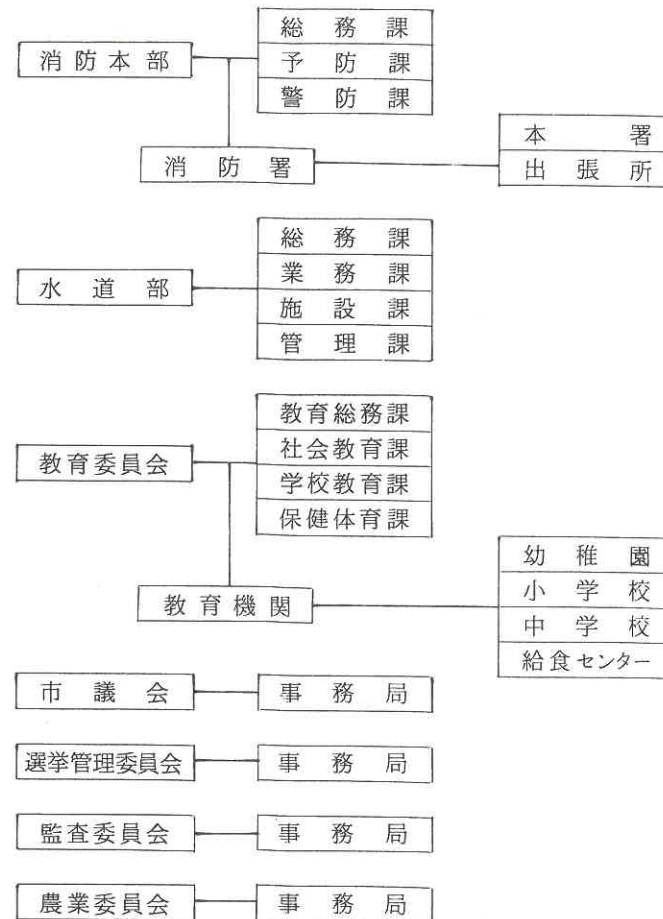 総務課
消防本部
予防課
警防課
本署
消防署
出張所
総務課
業務課
水道部
施設課
管理課
教育総務課
社会教育課
教育委員会
学校教育課
保健体育課
幼稚園
小学校
教育機関
中学校
給食センター
市議会 事務局
選挙管理委員会 事務局
監査委員会 事務局
農業委員会 事務局